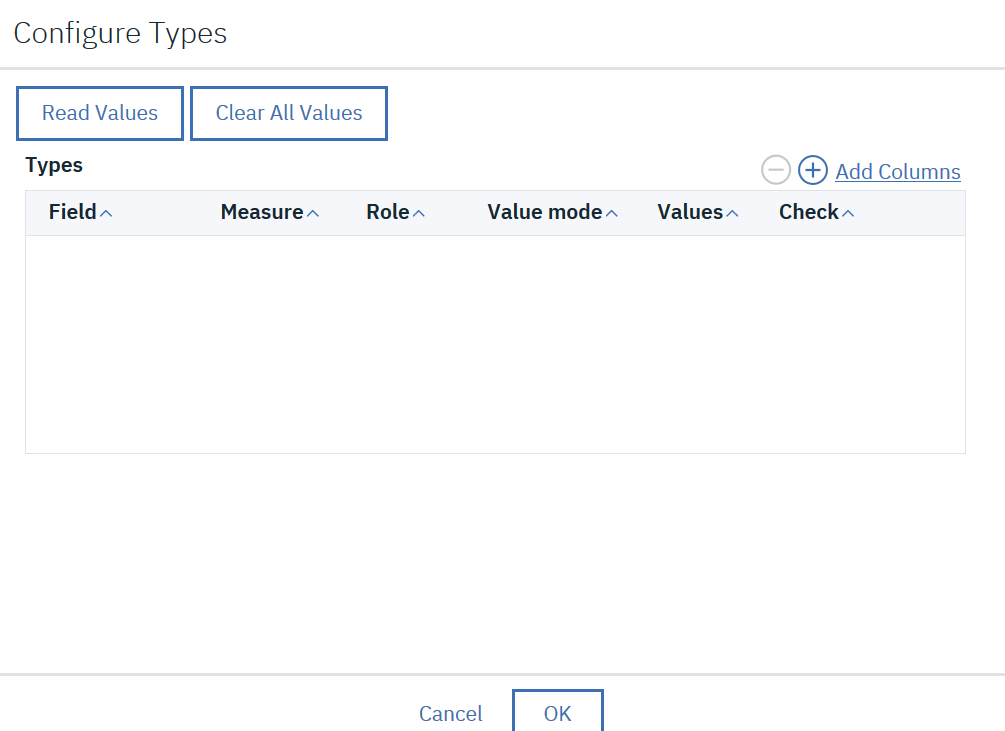 Configure Types
Read Values Clear All Values
Types Add Columns
Field Measure Role Value mode Values Check
Cancel OK